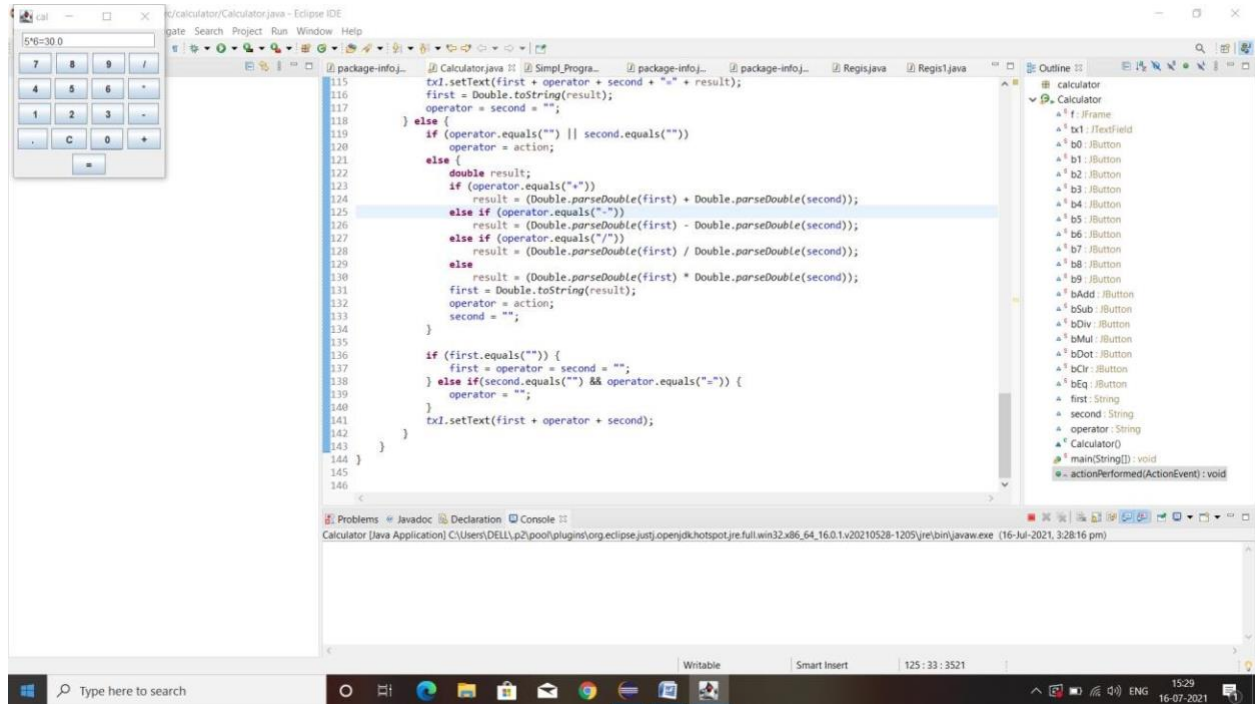 cal
rc/calculator/Calculator.java - Eclipse IDE
gate Search Project Run Window Help
5*6=30.0
7 8 9 /
4 5 6 *
1 2 3 -
. C 0 +
=
package-info.j... Calculator.java Simpl_Progra... package-info.j... package-info.j... Regis.java Regis1.java
115 tx1.setText(first + operator + second + "=" + result);
116 first = Double.toString(result);
117 operator = second = "";
118 } else {
119 if (operator.equals("") || second.equals(""))
120 operator = action;
121 else {
122 double result;
123 if (operator.equals("+"))
124 result = (Double.parseDouble(first) + Double.parseDouble(second));
125 else if (operator.equals("-"))
126 result = (Double.parseDouble(first) - Double.parseDouble(second));
127 else if (operator.equals("/"))
128 result = (Double.parseDouble(first) / Double.parseDouble(second));
129 else
130 result = (Double.parseDouble(first) * Double.parseDouble(second));
131 first = Double.toString(result);
132 operator = action;
133 second = "";
134 }
135
136 if (first.equals("")) {
137 first = operator = second = "";
138 } else if(second.equals("") && operator.equals("=")) {
139 operator = "";
140 }
141 tx1.setText(first + operator + second);
142 }
143 }
144 }
145
146
Outline
calculator
Calculator
f : JFrame
tx1 : JTextField
b0 : JButton
b1 : JButton
b2 : JButton
b3 : JButton
b4 : JButton
b5 : JButton
b6 : JButton
b7 : JButton
b8 : JButton
b9 : JButton
bAdd : JButton
bSub : JButton
bDiv : JButton
bMul : JButton
bDot : JButton
bClr : JButton
bEq : JButton
first : String
second : String
operator : String
Calculator()
main(String[]) : void
actionPerformed(ActionEvent) : void
Problems Javadoc Declaration Console
Calculator [Java Application] C:\Users\DELL\.p2\pool\plugins\org.eclipse.justj.openjdk.hotspot.jre.full.win32.x86_64_16.0.1.v20210528-1205\jre\bin\javaw.exe (16-Jul-2021, 3:28:16 pm)
Writable Smart Insert 125 : 33 : 3521
Type here to search
ENG
15:29
16-07-2021